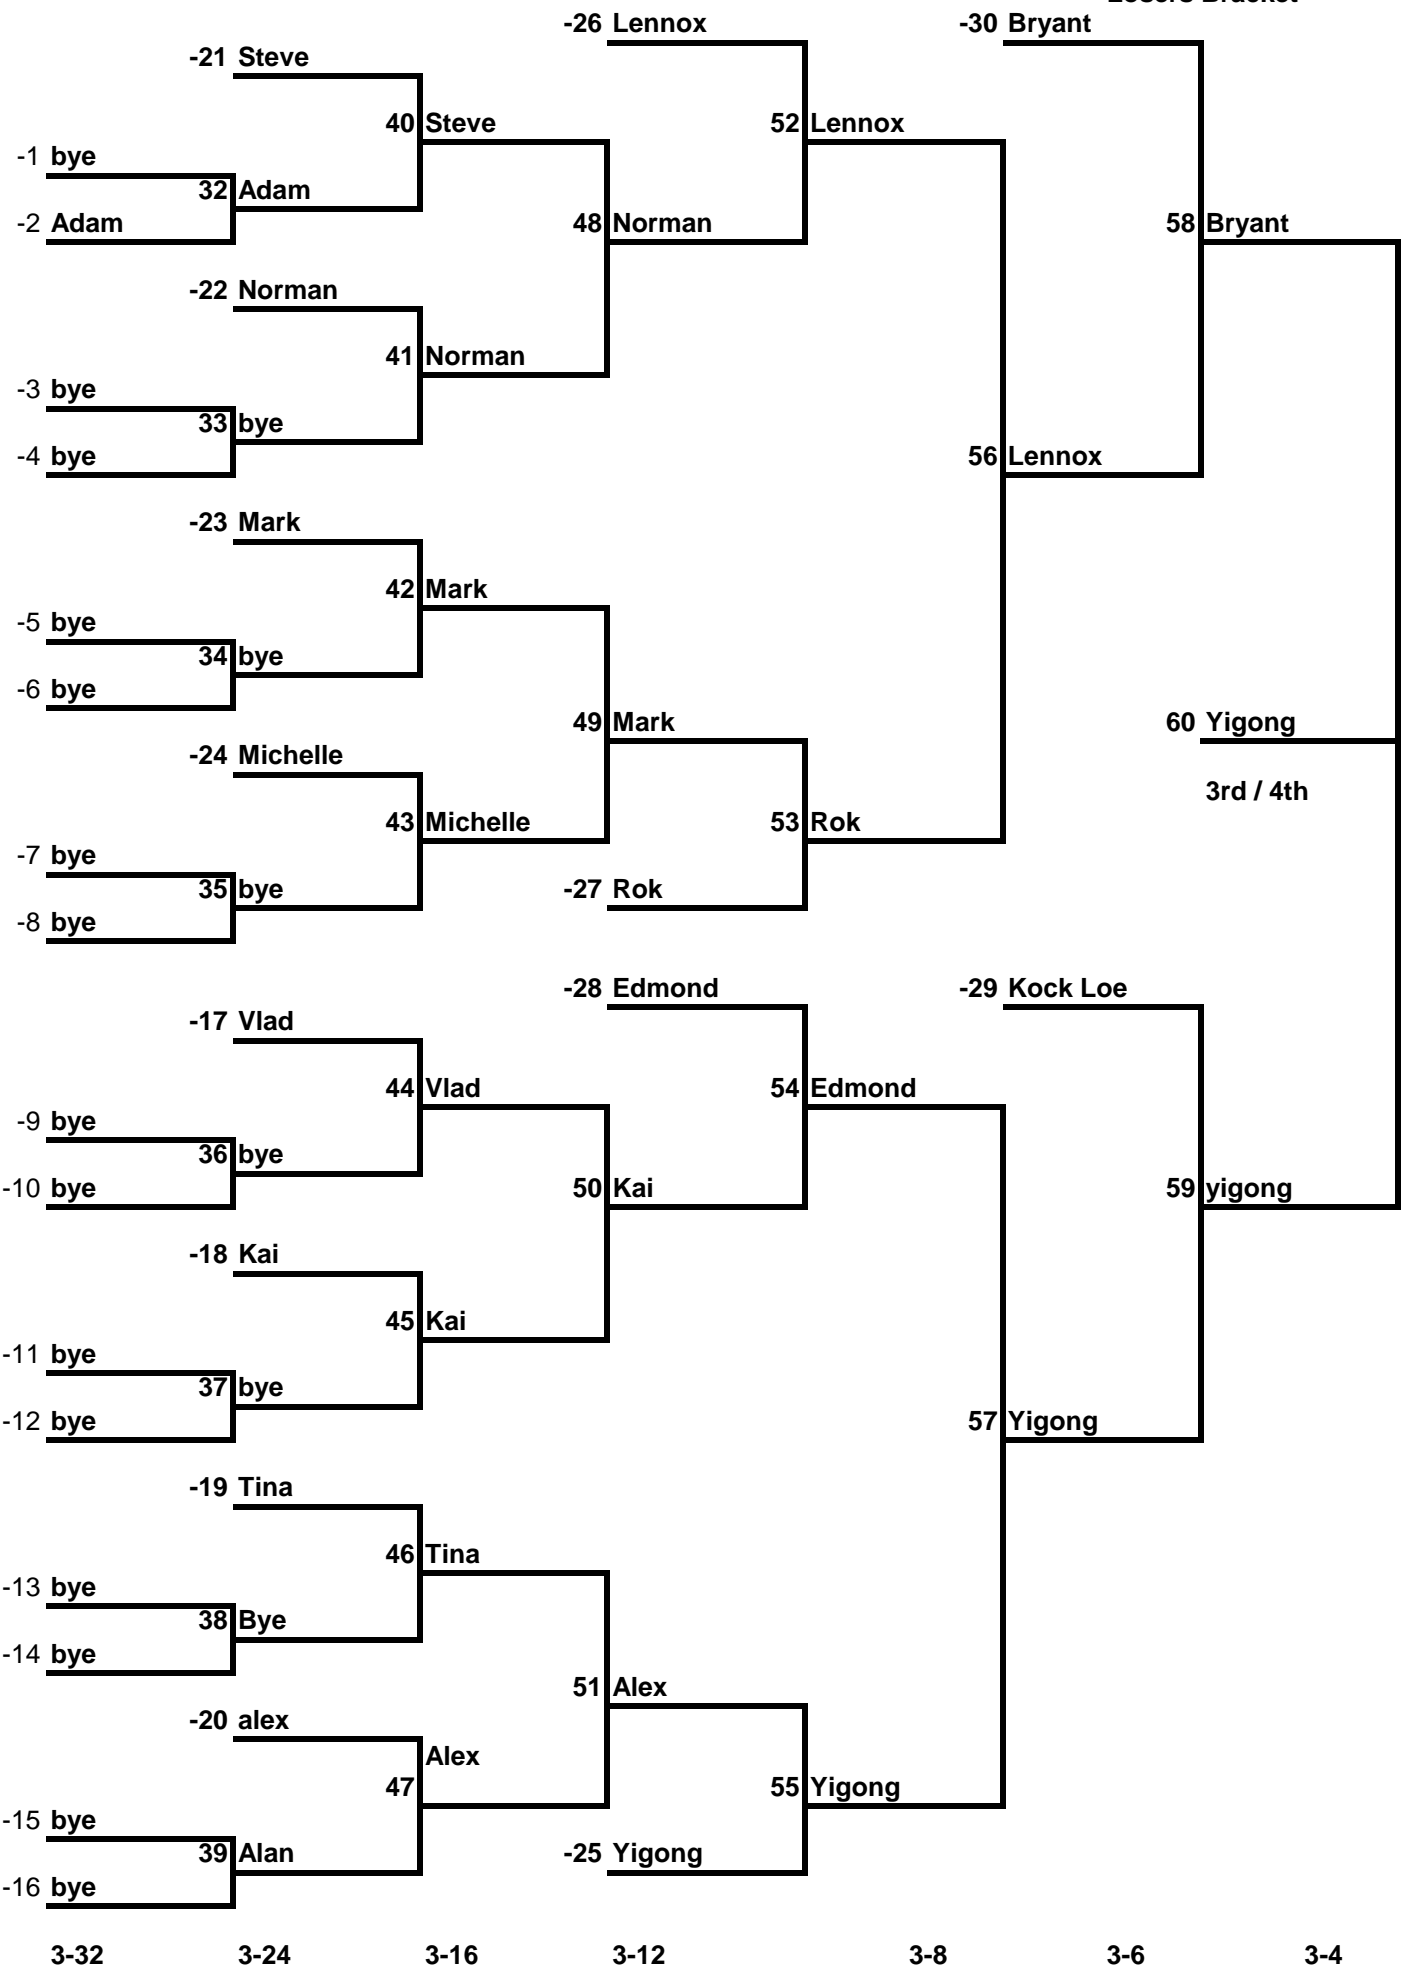 -26 Lennox
-30 Bryant
-21 Steve
40 Steve
52 Lennox
-1 bye
32 Adam
-2 Adam
48 Norman
58 Bryant
-22 Norman
41 Norman
-3 bye
33 bye
-4 bye
56 Lennox
-23 Mark
42 Mark
-5 bye
34 bye
-6 bye
49 Mark
60 Yigong
-24 Michelle
3rd / 4th
43 Michelle
53 Rok
-7 bye
35 bye
-27 Rok
-8 bye
-28 Edmond
-29 Kock Loe
-17 Vlad
44 Vlad
54 Edmond
-9 bye
36 bye
-10 bye
50 Kai
59 yigong
-18 Kai
45 Kai
-11 bye
37 bye
-12 bye
57 Yigong
-19 Tina
46 Tina
-13 bye
38 Bye
-14 bye
51 Alex
-20 alex
Alex
47
55 Yigong
-15 bye
39 Alan
-25 Yigong
-16 bye
3-32 3-24 3-16 3-12 3-8 3-6 3-4